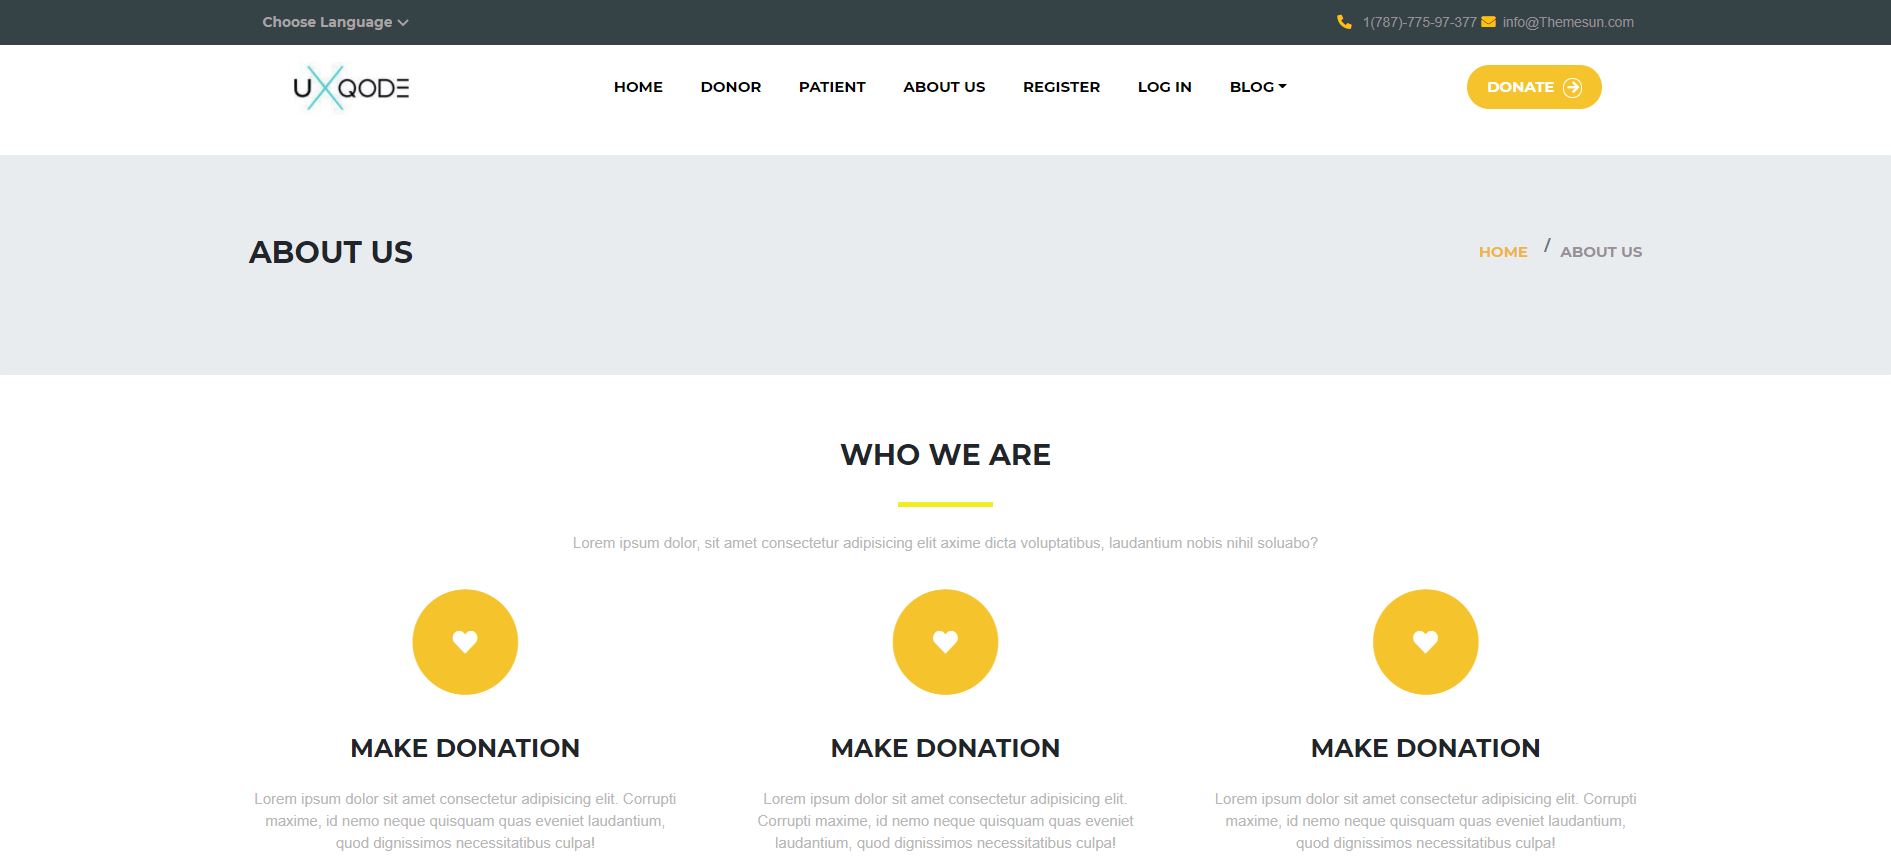 Choose Language
1(787)-775-97-377 info@Themesun.com
UXQODE
HOME DONOR PATIENT ABOUT US REGISTER LOG IN BLOG
DONATE
ABOUT US
HOME / ABOUT US
WHO WE ARE
Lorem ipsum dolor, sit amet consectetur adipisicing elit axime dicta voluptatibus, laudantium nobis nihil soluabo?
MAKE DONATION
Lorem ipsum dolor sit amet consectetur adipisicing elit. Corrupti
maxime, id nemo neque quisquam quas eveniet laudantium,
quod dignissimos necessitatibus culpa!
MAKE DONATION
Lorem ipsum dolor sit amet consectetur adipisicing elit.
Corrupti maxime, id nemo neque quisquam quas eveniet
laudantium, quod dignissimos necessitatibus culpa!
MAKE DONATION
Lorem ipsum dolor sit amet consectetur adipisicing elit. Corrupti
maxime, id nemo neque quisquam quas eveniet laudantium,
quod dignissimos necessitatibus culpa!